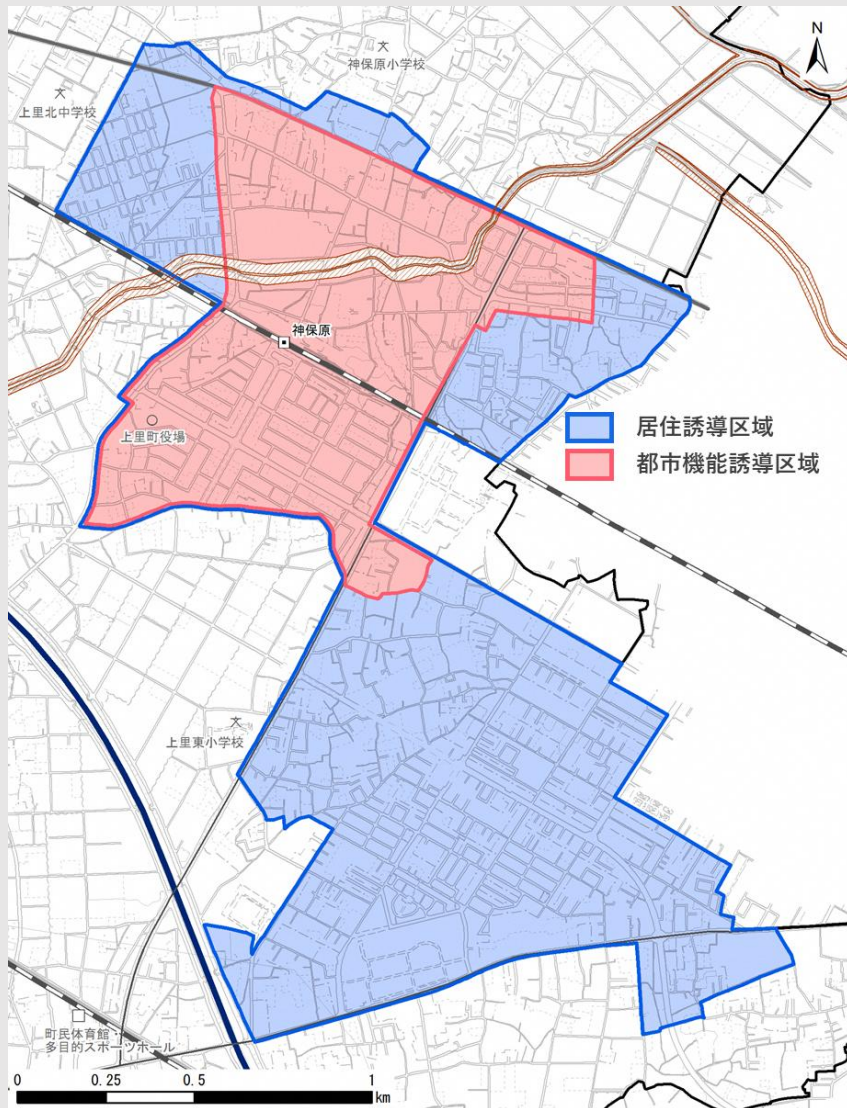 N
神保原小学校
上里北中学校
神保原
居住誘導区域
上里町役場
都市機能誘導区域
上里東小学校
町民体育館・
多目的スポーツホール
0 0.25 0.5 1
km